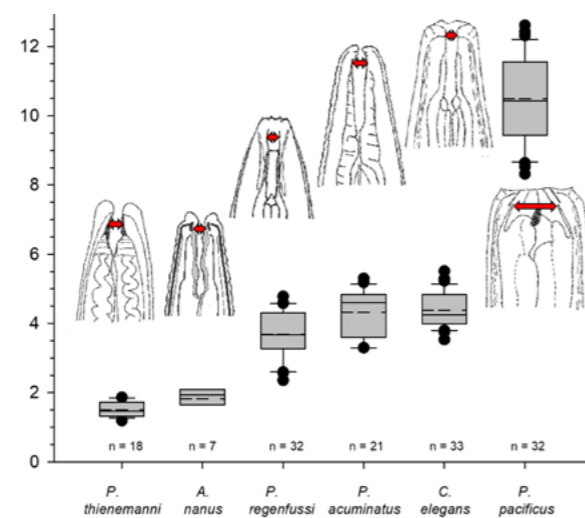 12
10
8
6
4
2
0
n = 18 n = 7 n = 32 n = 21 n = 33 n = 32
P. A. P. P. C. P.
thienemanni nanus regenfussi acuminatus elegans pacificus